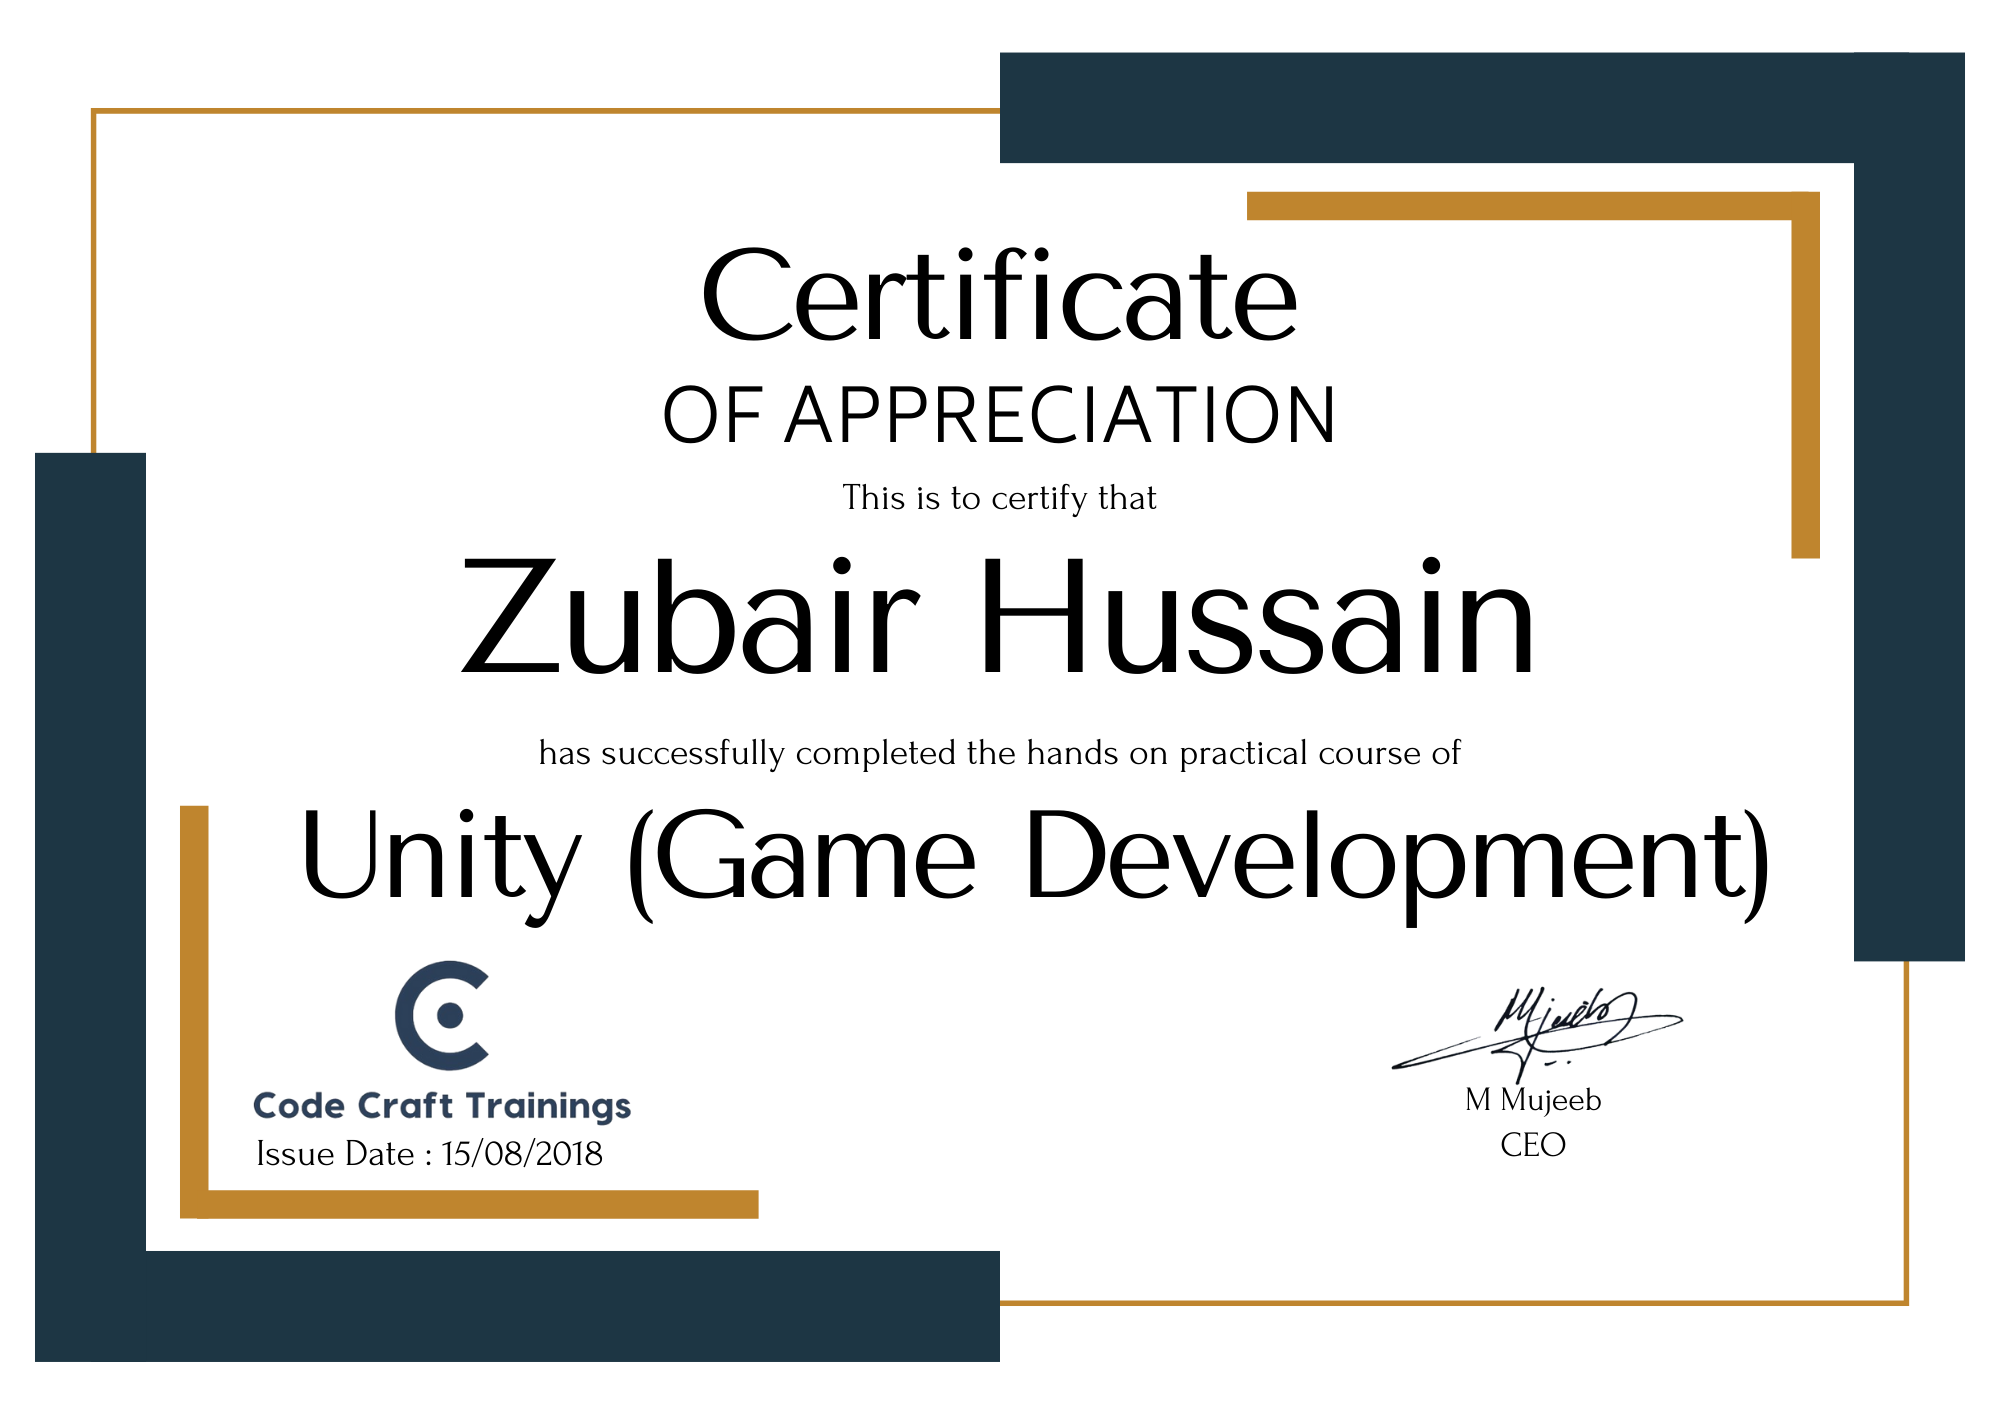 Certificate
OF APPRECIATION
This is to certify that
Zubair Hussain
has successfully completed the hands on practical course of
Unity (Game Development)
Code Craft Trainings
Issue Date : 15/08/2018
Mujeeb
M Mujeeb
CEO